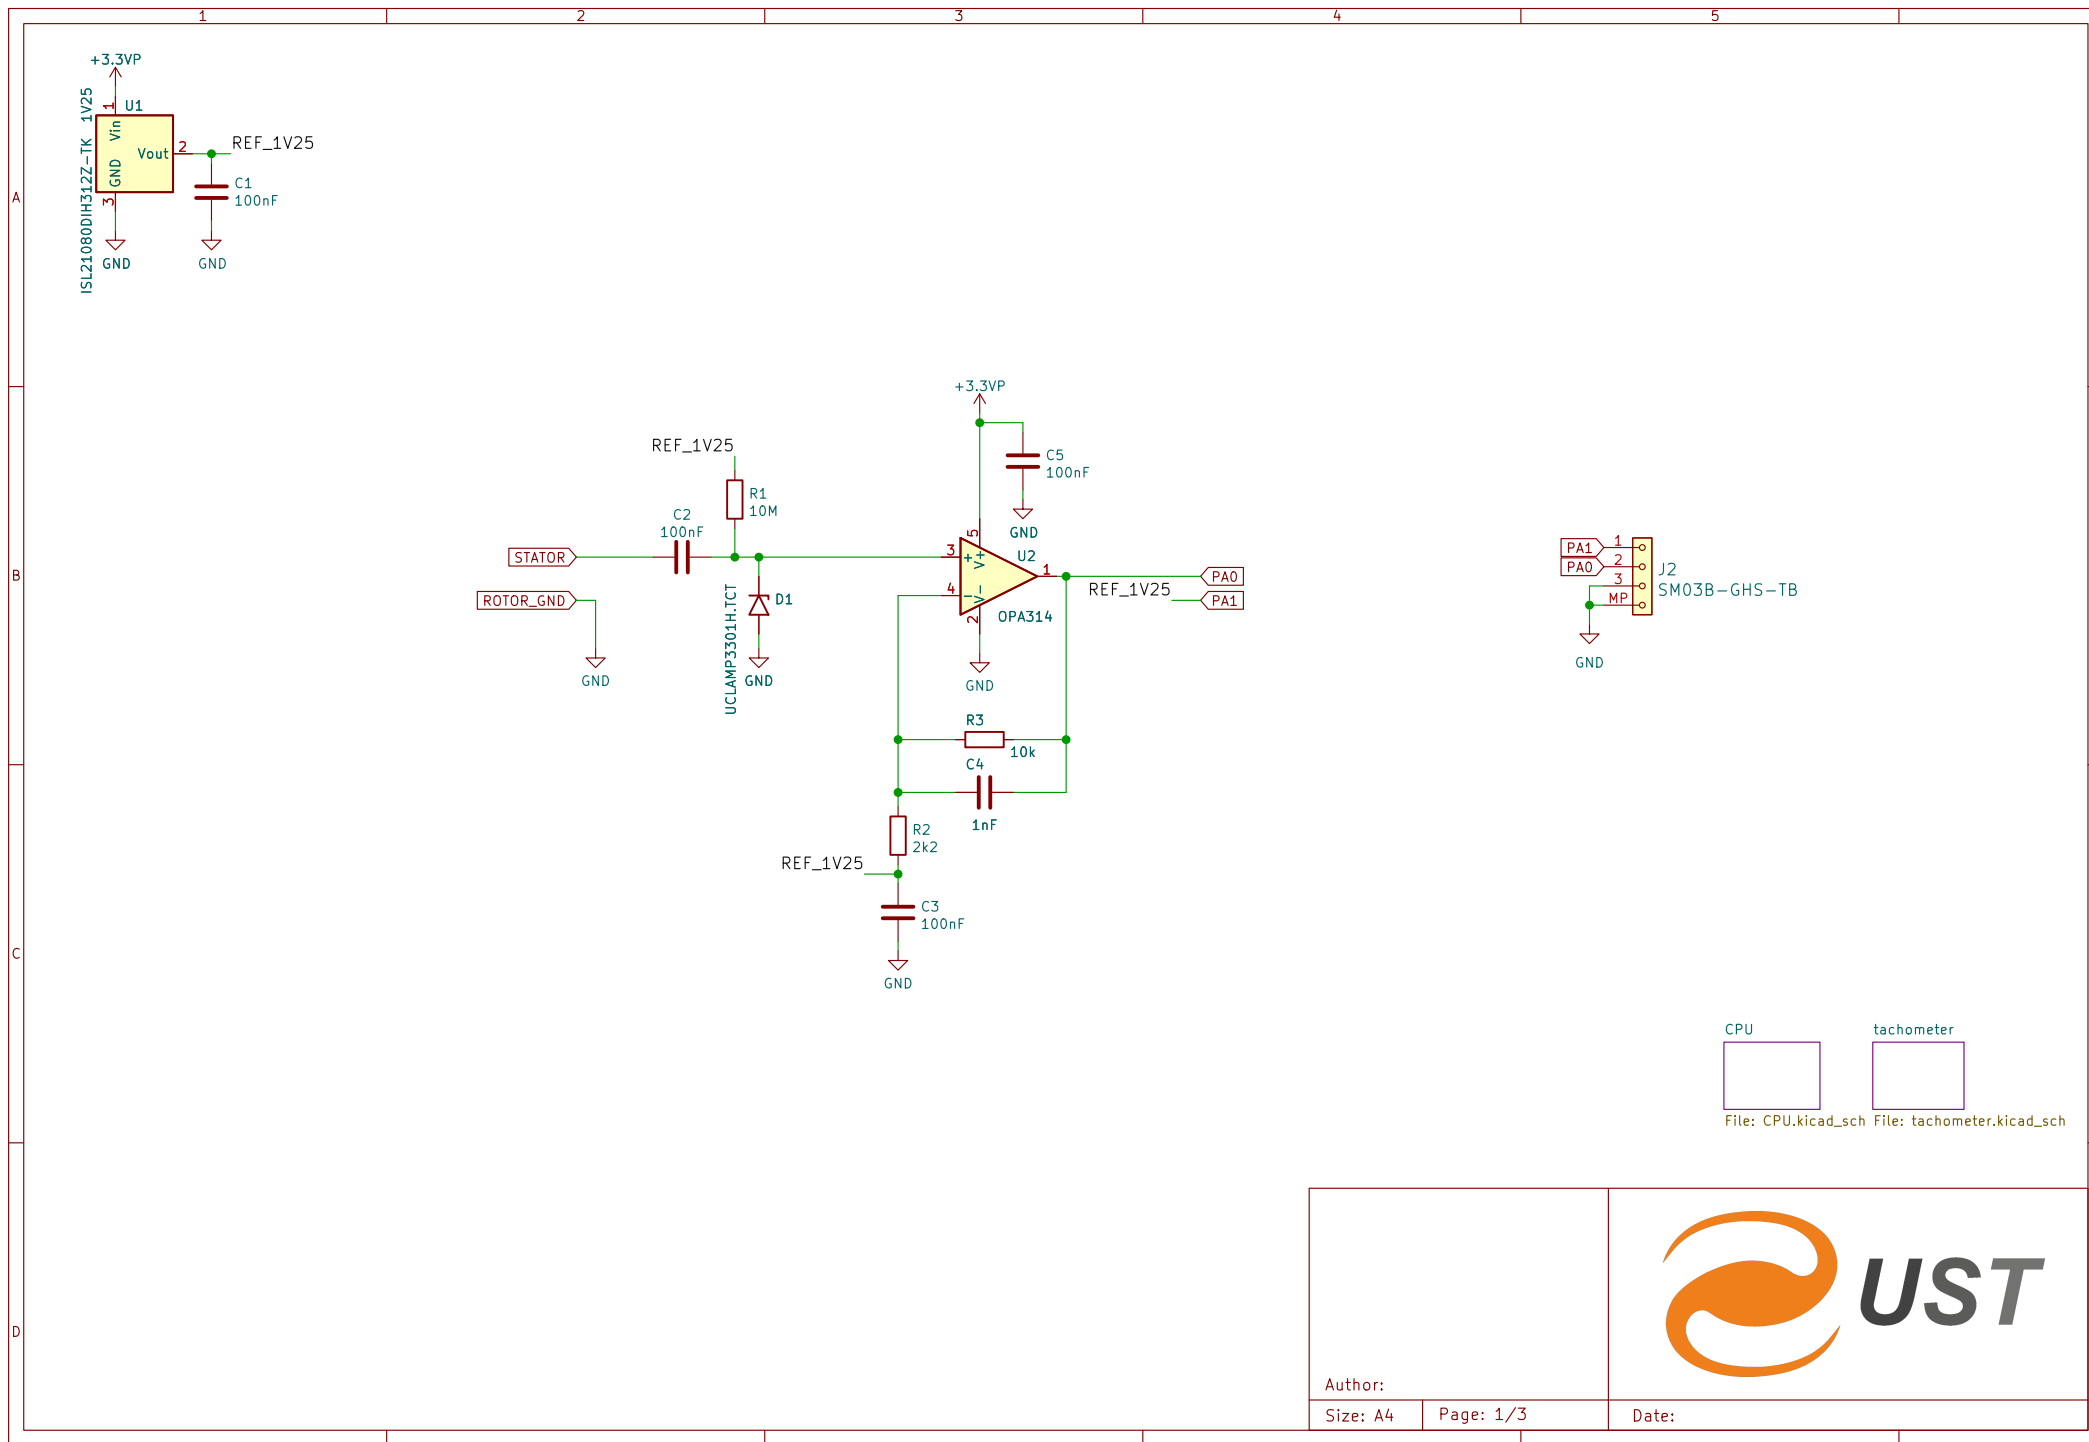 1
2
3
4
5
A
B
C
D
+3.3VP
1
U1
Vin
GND
Vout
2
3
ISL21080DIH312Z-TK 1V25
REF_1V25
C1
100nF
GND
GND
+3.3VP
C5
100nF
GND
REF_1V25
R1
10M
C2
100nF
STATOR
ROTOR_GND
GND
D1
UCLAMP3301H.TCT
GND
3
4
5
2
1
+
-
V+
V-
U2
OPA314
GND
REF_1V25
PA0
PA1
R3
10k
C4
1nF
R2
2k2
REF_1V25
C3
100nF
GND
PA1
PA0
1
2
3
MP
J2
SM03B-GHS-TB
GND
CPU
File: CPU.kicad_sch
tachometer
File: tachometer.kicad_sch
UST
Author:
Size: A4
Page: 1/3
Date: